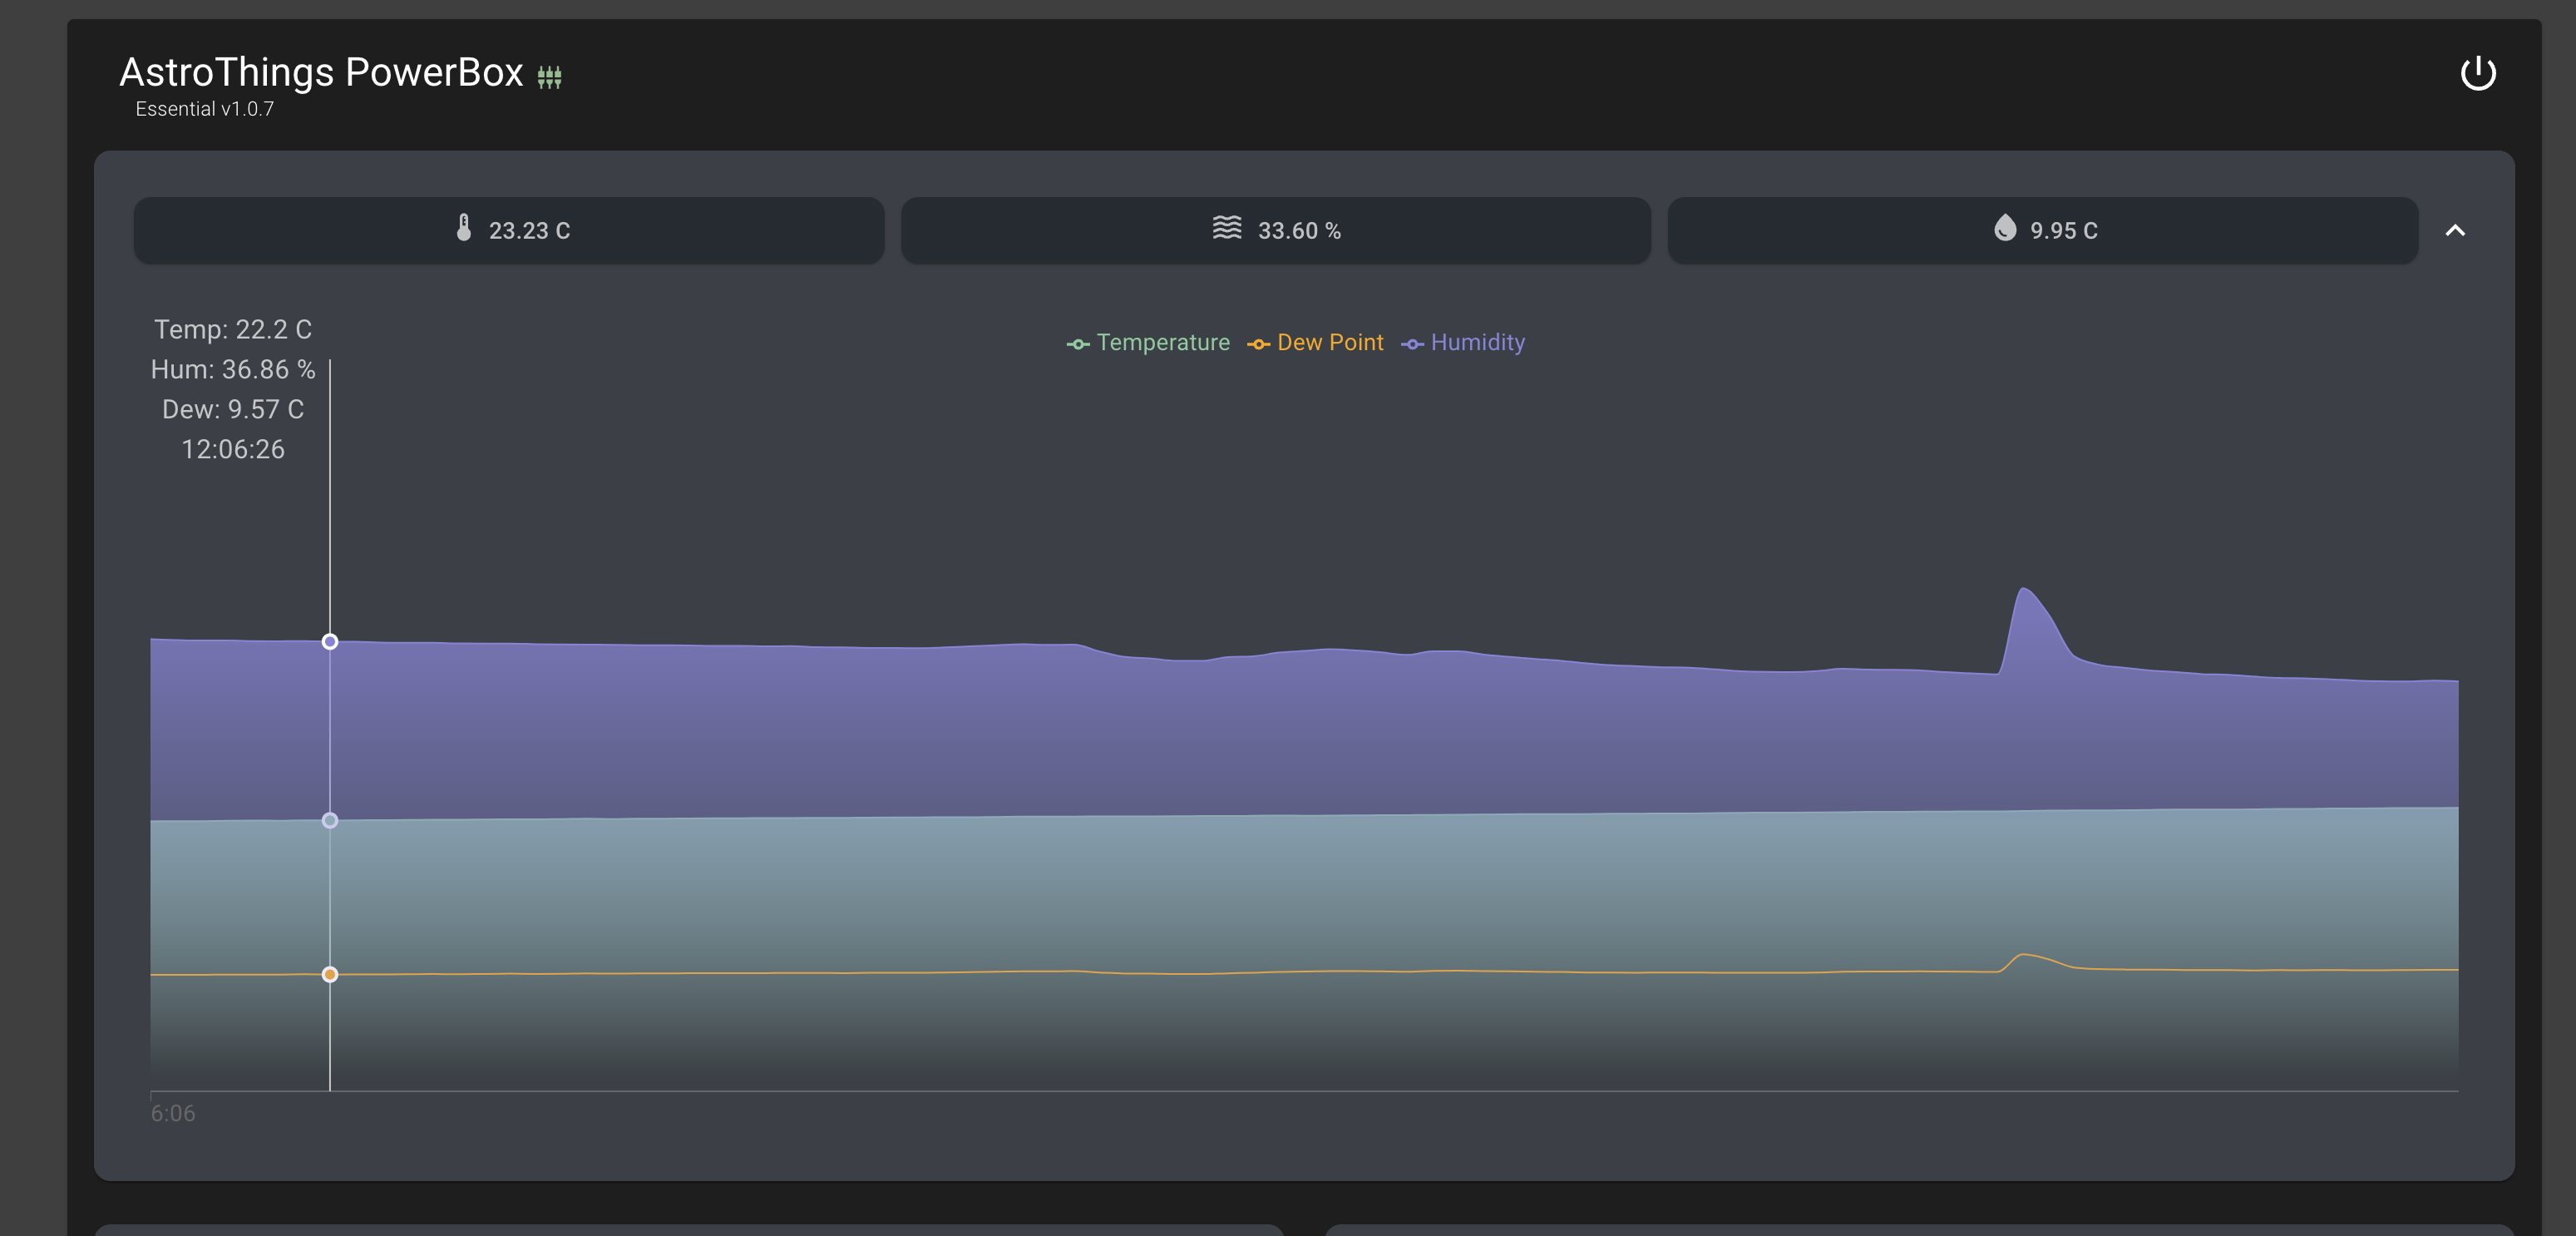 AstroThings PowerBox
Essential v1.0.7
23.23 C
33.60 %
9.95 C
Temp: 22.2 C
Hum: 36.86 %
Dew: 9.57 C
12:06:26
Temperature
Dew Point
Humidity
6:06